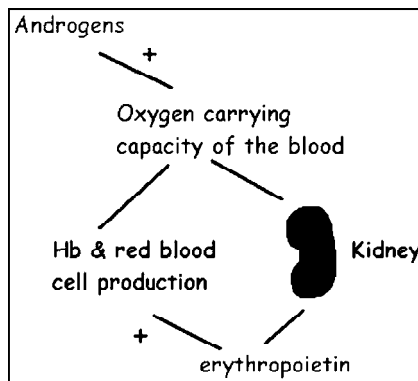 Androgens
+
Oxygen carrying
capacity of the blood
Hb & red blood
cell production
Kidney
+
erythropoietin